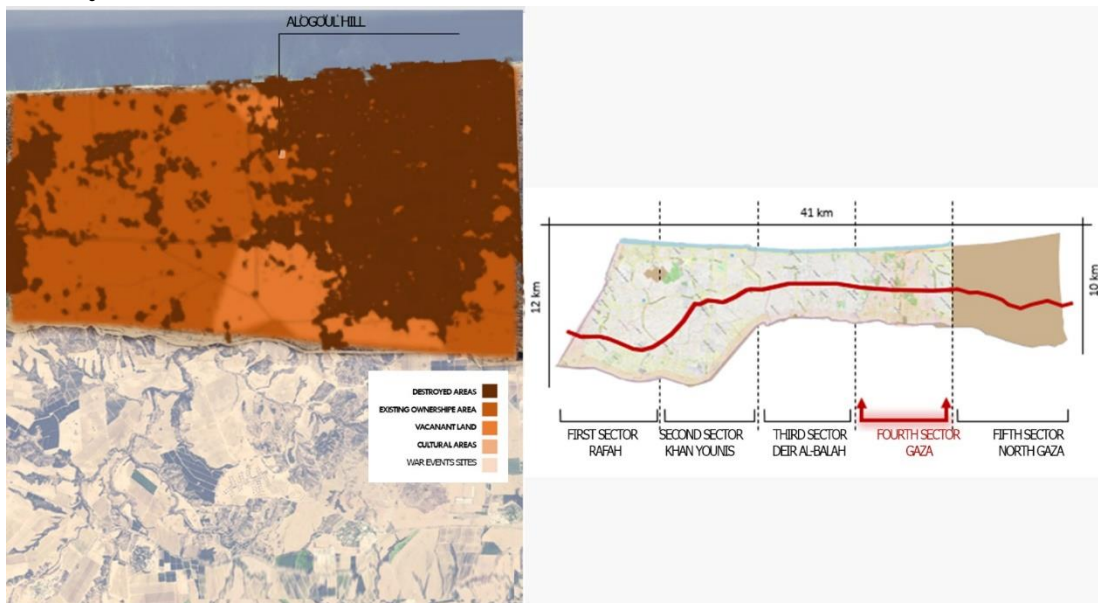 ALOGOUL HILL
DESTROYED AREAS
EXISTING OWNERSHIPE AREA
VACANANT LAND
CULTURAL AREAS
WAR EVENTS SITES
41 km
12 km
10 km
FIRST SECTOR
RAFAH
SECOND SECTOR
KHAN YOUNIS
THIRD SECTOR
DEIR AL-BALAH
FOURTH SECTOR
GAZA
FIFTH SECTOR
NORTH GAZA